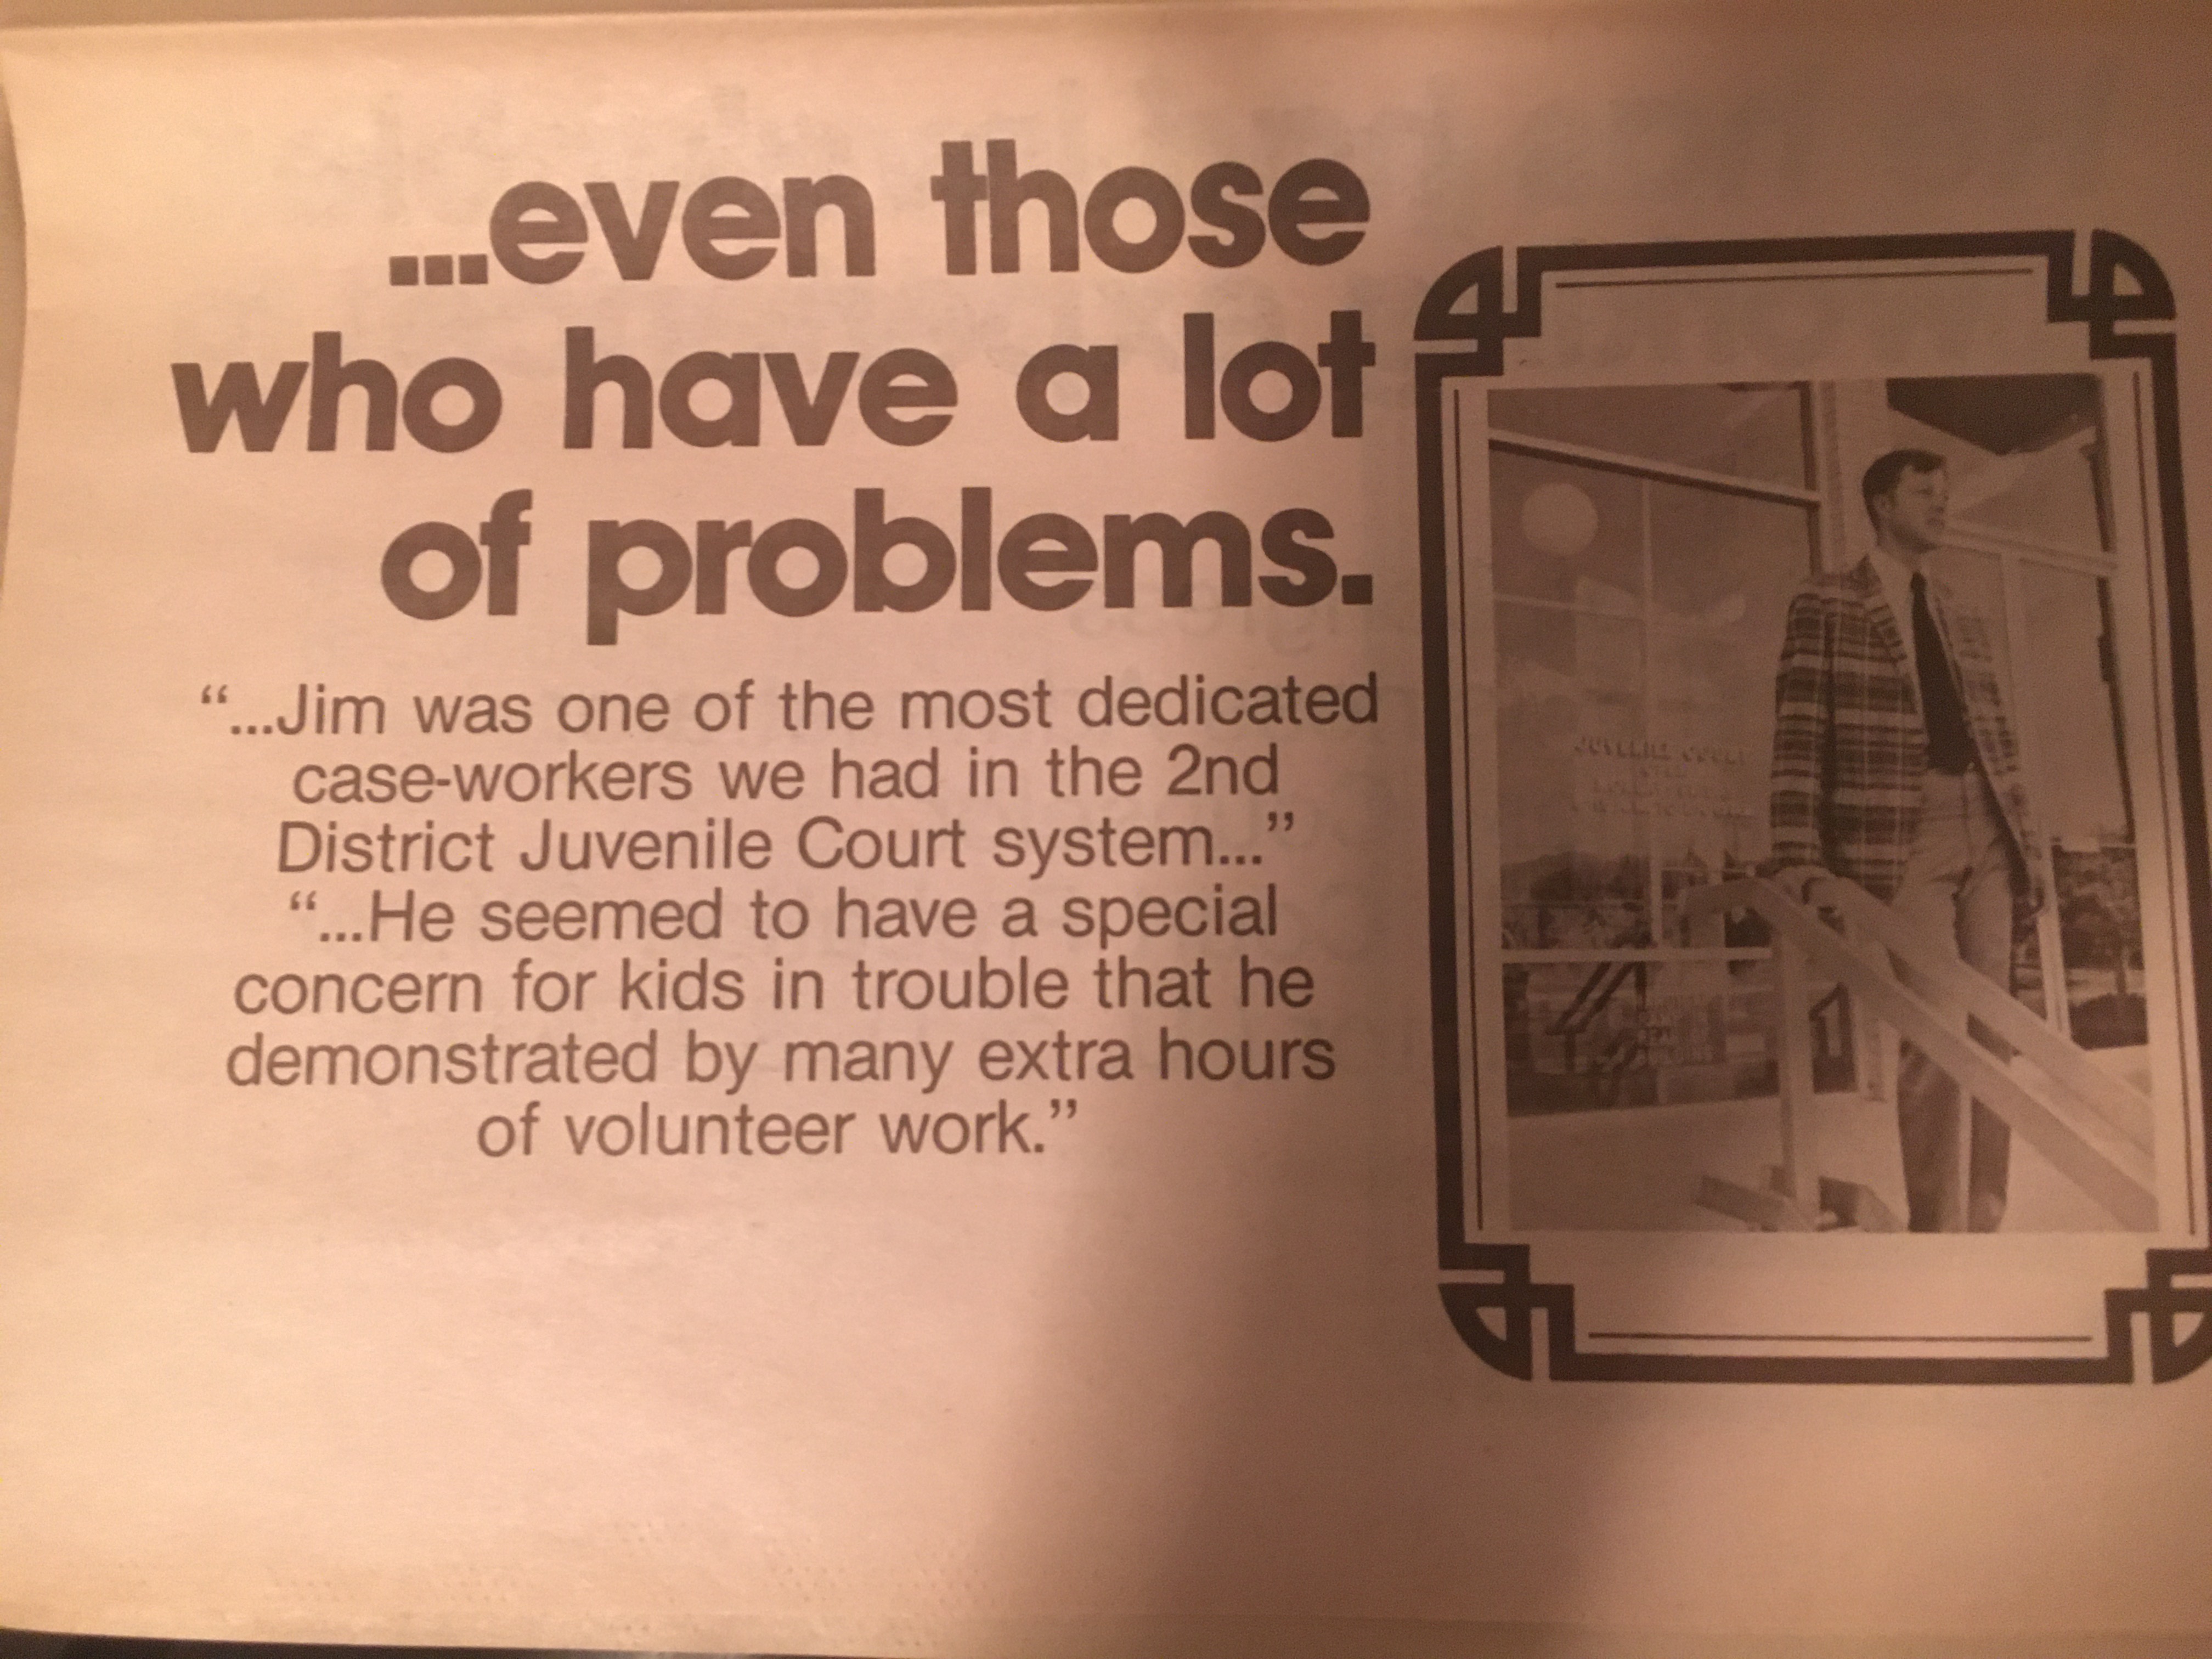 ...even those
who have a lot
of problems.
“...Jim was one of the most dedicated
case-workers we had in the 2nd
District Juvenile Court system...”
“...He seemed to have a special
concern for kids in trouble that he
demonstrated by many extra hours
of volunteer work.”
JUVENILE COURT